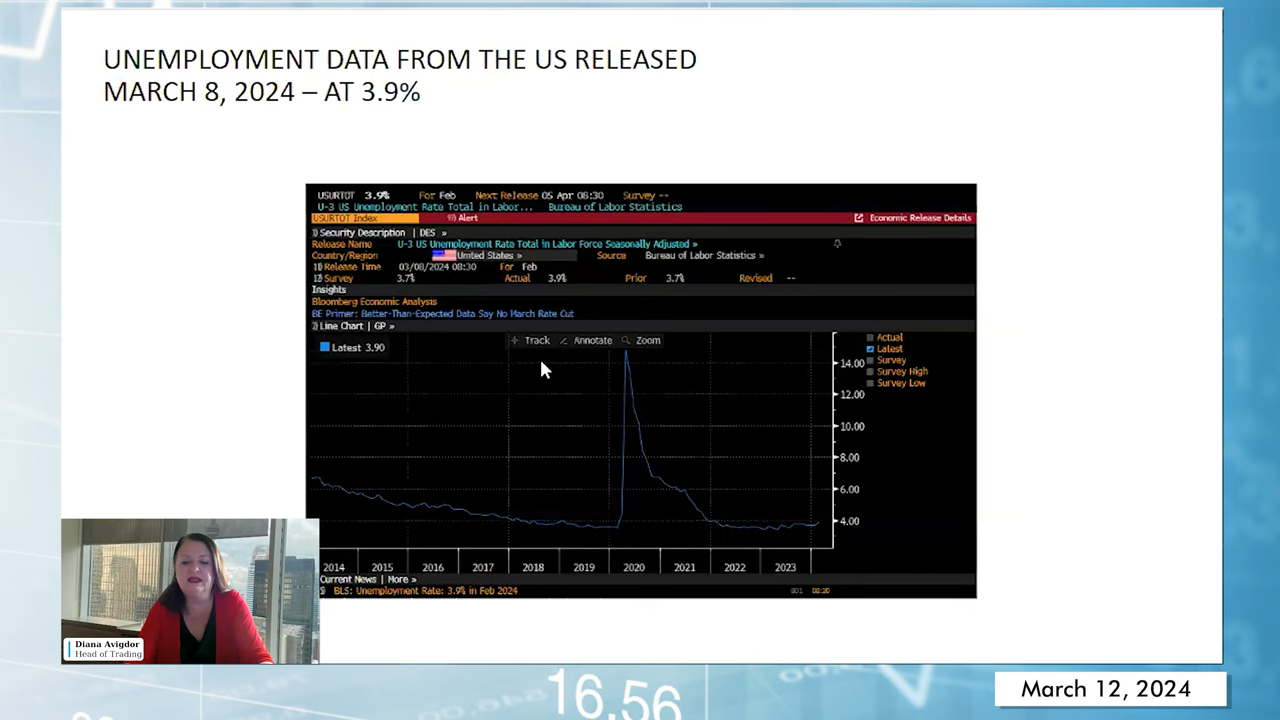 UNEMPLOYMENT DATA FROM THE US RELEASED
MARCH 8, 2024 – AT 3.9%
USURTOT 3.9% For Feb Next Release 05 Apr 08:30 Survey --
U-3 US Unemployment Rate Total in Labor... Bureau of Labor Statistics
USURTOT Index 97) Alert Economic Release Details
Security Description | DES »
Release Name U-3 US Unemployment Rate Total in Labor Force Seasonally Adjusted »
Country/Region United States » Source Bureau of Labor Statistics »
Release Time 03/08/2024 08:30 For Feb
Survey 3.7% Actual 3.9% Prior 3.7% Revised --
Insights
Bloomberg Economic Analysis
BE Primer: Better-Than-Expected Data Say No March Rate Cut
Line Chart | GP »
Latest 3.90
Track Annotate Zoom
Actual
Latest
Survey
Survey High
Survey Low
14.00
12.00
10.00
8.00
6.00
4.00
2014 2015 2016 2017 2018 2019 2020 2021 2022 2023
Current News | More »
BLS: Unemployment Rate: 3.9% in Feb 2024
Diana Avigdor
Head of Trading
March 12, 2024
16.56